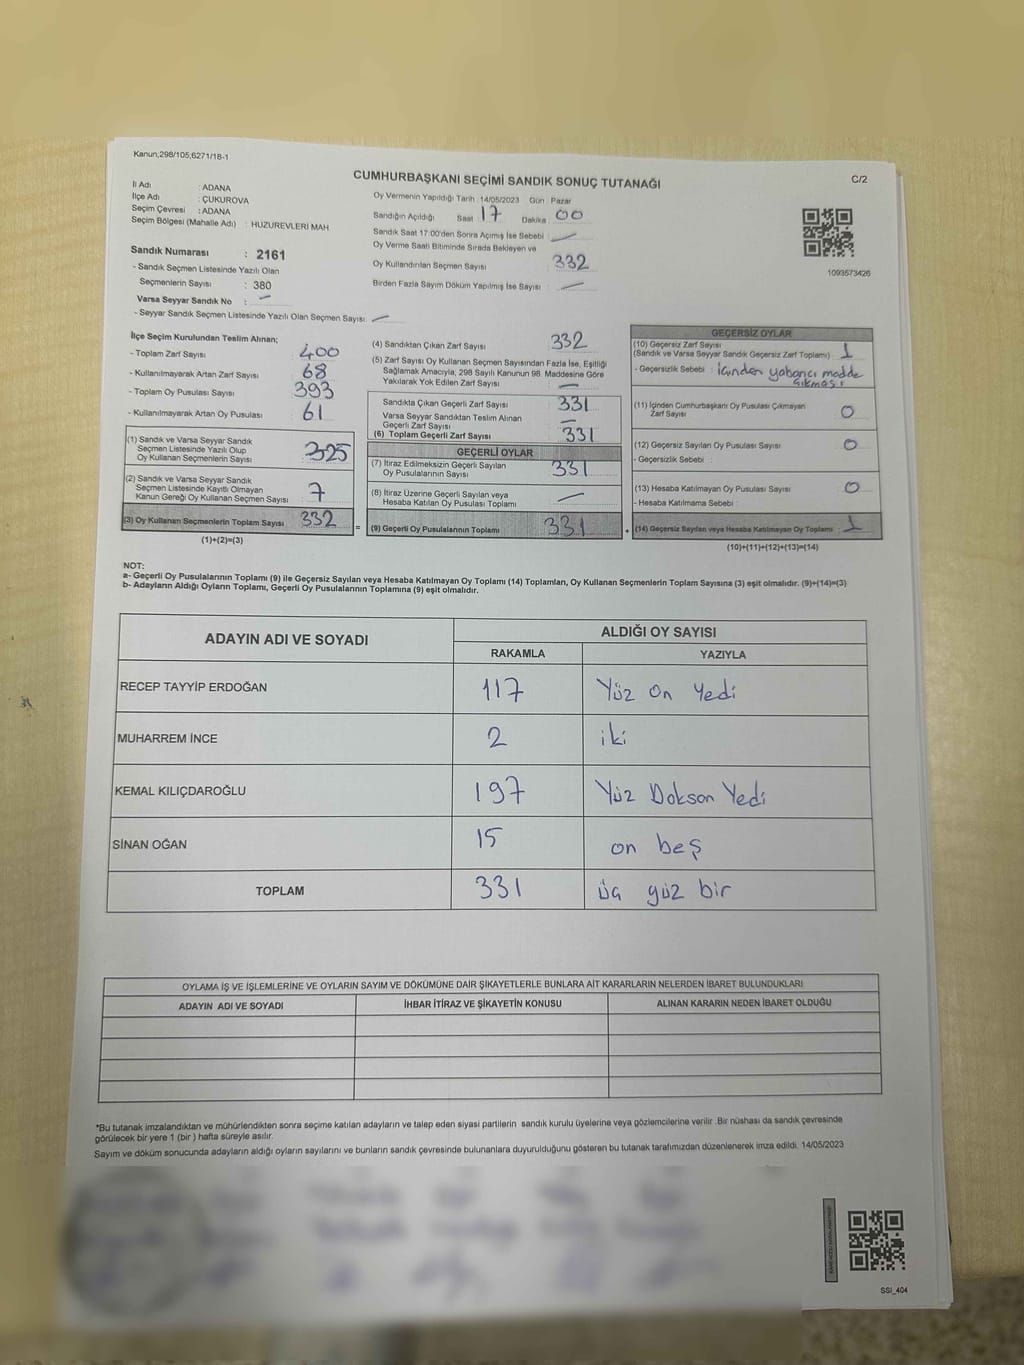 Kanun,298/105,6271/18-1
CUMHURBAŞKANI SEÇİMİ SANDIK SONUÇ TUTANAĞI
C/2
İl Adı : ADANA
İlçe Adı : ÇUKUROVA
Seçim Çevresi : ADANA
Seçim Bölgesi (Mahalle Adı) : HUZUREVLERİ MAH.
Sandık Numarası : 2161
- Sandık Seçmen Listesinde Yazılı Olan
Seçmenlerin Sayısı : 380
Varsa Seyyar Sandık No : —
- Seyyar Sandık Seçmen Listesinde Yazılı Olan Seçmen Sayısı: —
Oy Vermenin Yapıldığı Tarih :14/05/2023 Gün : Pazar
Sandığın Açıldığı Saat 17 Dakika 00
Sandık Saat 17:00'den Sonra Açımış İse Sebebi —
Oy Verme Saati Bitiminde Sırada Bekleyen ve
Oy Kullandırılan Seçmen Sayısı : 332
Birden Fazla Sayım Döküm Yapılmış İse Sayısı : —
1093573426
İlçe Seçim Kurulundan Teslim Alınan;
- Toplam Zarf Sayısı 400
- Kullanılmayarak Artan Zarf Sayısı 68
- Toplam Oy Pusulası Sayısı 393
- Kullanılmayarak Artan Oy Pusulası 61
(1) Sandık ve Varsa Seyyar Sandık
Seçmen Listesinde Yazılı Olup
Oy Kullanan Seçmenlerin Sayısı 325
(2) Sandık ve Varsa Seyyar Sandık
Seçmen Listesinde Kayıtlı Olmayan
Kanun Gereği Oy Kullanan Seçmen Sayısı 7
(3) Oy Kullanan Seçmenlerin Toplam Sayısı 332
(1)+(2)=(3)
(4) Sandıktan Çıkan Zarf Sayısı 332
(5) Zarf Sayısı Oy Kullanan Seçmen Sayısından Fazla İse, Eşitliği
Sağlamak Amacıyla, 298 Sayılı Kanunun 98. Maddesine Göre
Yakılarak Yok Edilen Zarf Sayısı —
Sandıkta Çıkan Geçerli Zarf Sayısı 331
Varsa Seyyar Sandıktan Teslim Alınan
Geçerli Zarf Sayısı —
(6) Toplam Geçerli Zarf Sayısı 331
GEÇERLİ OYLAR
(7) İtiraz Edilmeksizin Geçerli Sayılan
Oy Pusulalarının Sayısı 331
(8) İtiraz Üzerine Geçerli Sayılan veya
Hesaba Katılan Oy Pusulası Toplamı —
= (9) Geçerli Oy Pusulalarının Toplamı 331 +
GEÇERSİZ OYLAR
(10) Geçersiz Zarf Sayısı
(Sandık ve Varsa Seyyar Sandık Geçersiz Zarf Toplamı) 1
- Geçersizlik Sebebi : İçinden yabancı madde
çıkması
(11) İçinden Cumhurbaşkanı Oy Pusulası Çıkmayan
Zarf Sayısı 0
(12) Geçersiz Sayılan Oy Pusulası Sayısı 0
- Geçersizlik Sebebi :
(13) Hesaba Katılmayan Oy Pusulası Sayısı 0
- Hesaba Katılmama Sebebi :
(14) Geçersiz Sayılan veya Hesaba Katılmayan Oy Toplamı : 1
(10)+(11)+(12)+(13)=(14)
NOT:
a- Geçerli Oy Pusulalarının Toplamı (9) ile Geçersiz Sayılan veya Hesaba Katılmayan Oy Toplamı (14) Toplamları, Oy Kullanan Seçmenlerin Toplam Sayısına (3) eşit olmalıdır. (9)+(14)=(3)
b- Adayların Aldığı Oyların Toplamı, Geçerli Oy Pusulalarının Toplamına (9) eşit olmalıdır.
ADAYIN ADI VE SOYADI
ALDIĞI OY SAYISI
RAKAMLA YAZIYLA
RECEP TAYYİP ERDOĞAN 117 Yüz On Yedi
MUHARREM İNCE 2 iki
KEMAL KILIÇDAROĞLU 197 Yüz Doksan Yedi
SİNAN OĞAN 15 on beş
TOPLAM 331 üç yüz bir
OYLAMA İŞ VE İŞLEMLERİNE VE OYLARIN SAYIM VE DÖKÜMÜNE DAİR ŞİKAYETLERLE BUNLARA AİT KARARLARIN NELERDEN İBARET BULUNDUKLARI
ADAYIN ADI VE SOYADI İHBAR İTİRAZ VE ŞİKAYETİN KONUSU ALINAN KARARIN NEDEN İBARET OLDUĞU
*Bu tutanak imzalandıktan ve mühürlendikten sonra seçime katılan adayların ve talep eden siyasi partilerin sandık kurulu üyelerine veya gözlemcilerine verilir .Bir nüshası da sandık çevresinde
görülecek bir yere 1 (bir ) hafta süreyle asılır.
Sayım ve döküm sonucunda adayların aldığı oyların sayılarını ve bunların sandık çevresinde bulunanlara duyurulduğunu gösteren bu tutanak tarafımızdan düzenlenerek imza edildi. 14/05/2023
SSI_404